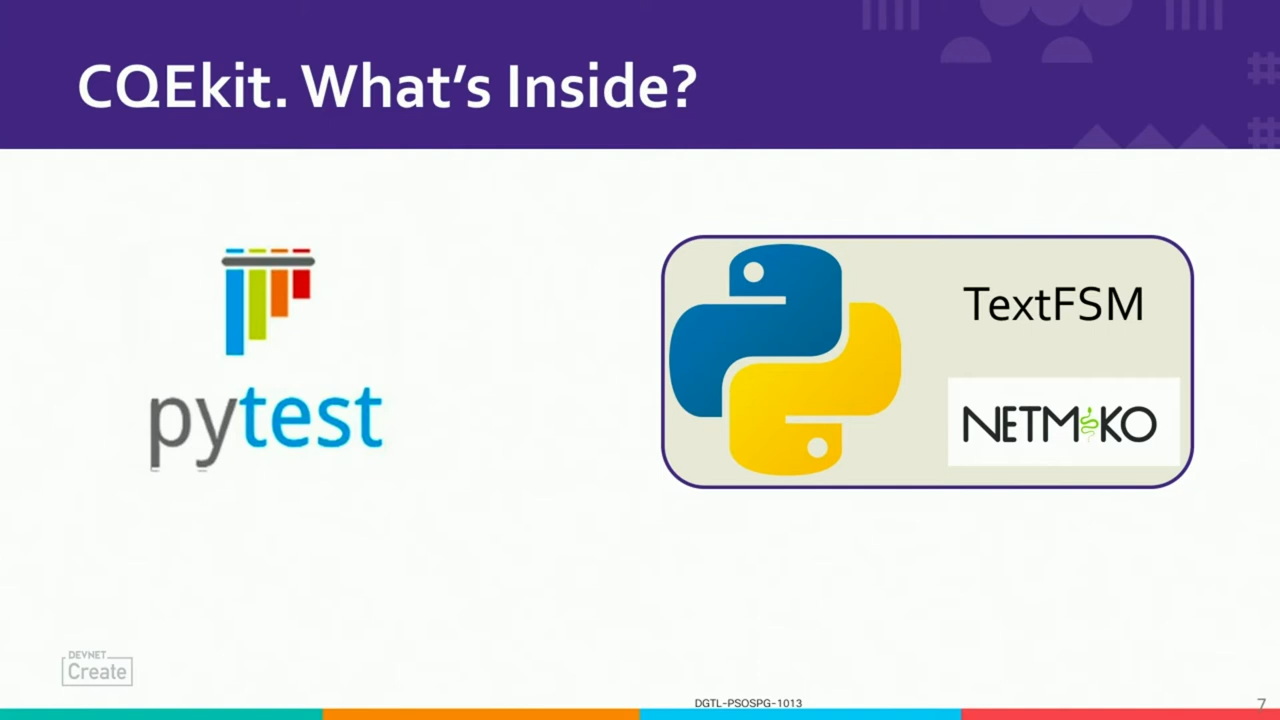 CQEkit. What's Inside?
pytest
TextFSM
NETMIKO
DEVNET
Create
DGTL-PSOSPG-1013
7